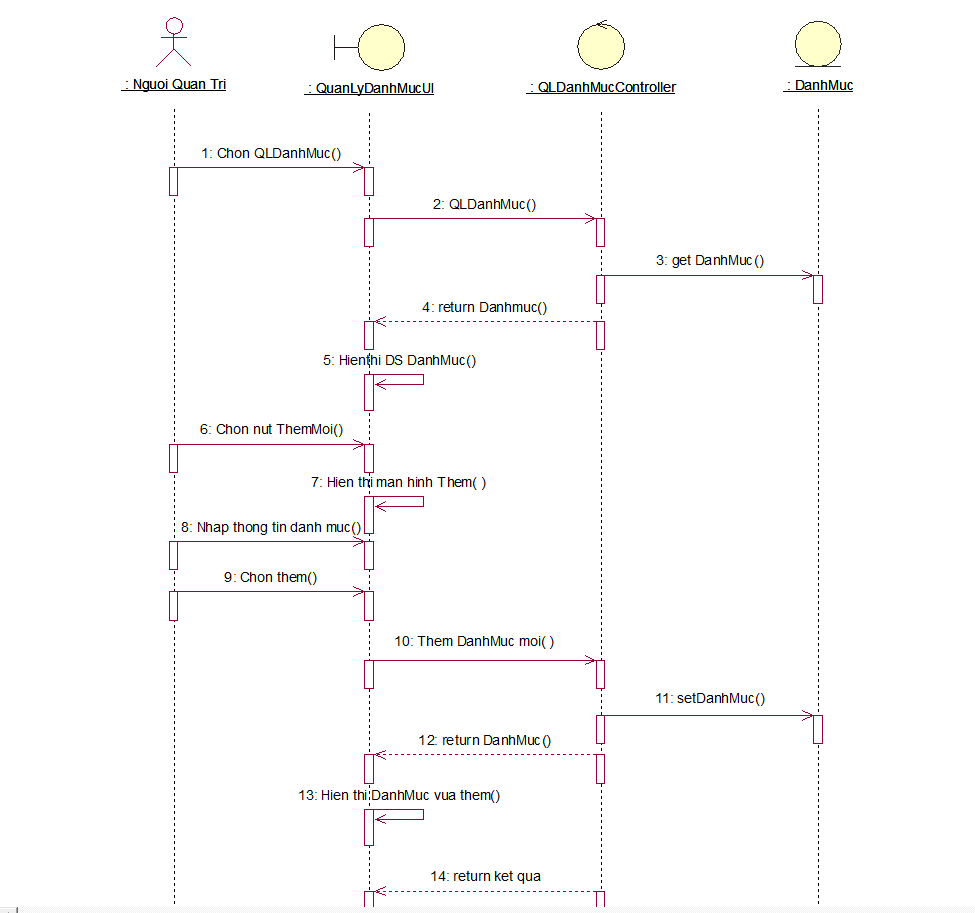 : Nguoi Quan Tri
: QuanLyDanhMucUI
: QLDanhMucController
: DanhMuc
1: Chon QLDanhMuc()
2: QLDanhMuc()
3: get DanhMuc()
4: return Danhmuc()
5: Hienthi DS DanhMuc()
6: Chon nut ThemMoi()
7: Hien thi man hinh Them( )
8: Nhap thong tin danh muc()
9: Chon them()
10: Them DanhMuc moi( )
11: setDanhMuc()
12: return DanhMuc()
13: Hien thi DanhMuc vua them()
14: return ket qua